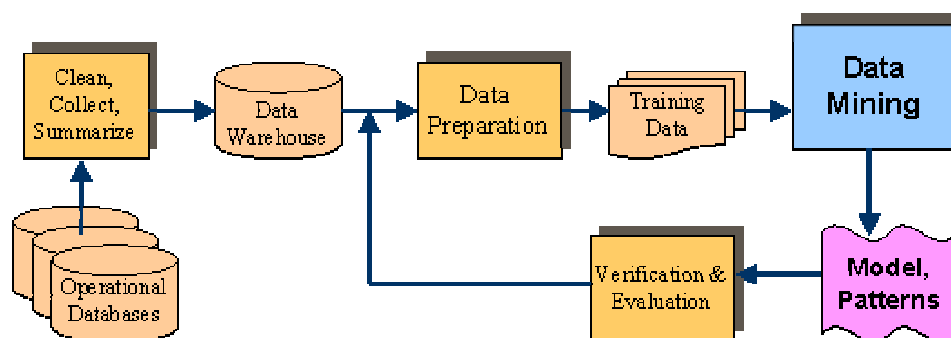 Clean,
Collect,
Summarize
Data
Warehouse
Data
Preparation
Training
Data
Data
Mining
Operational
Databases
Verification &
Evaluation
Model,
Patterns